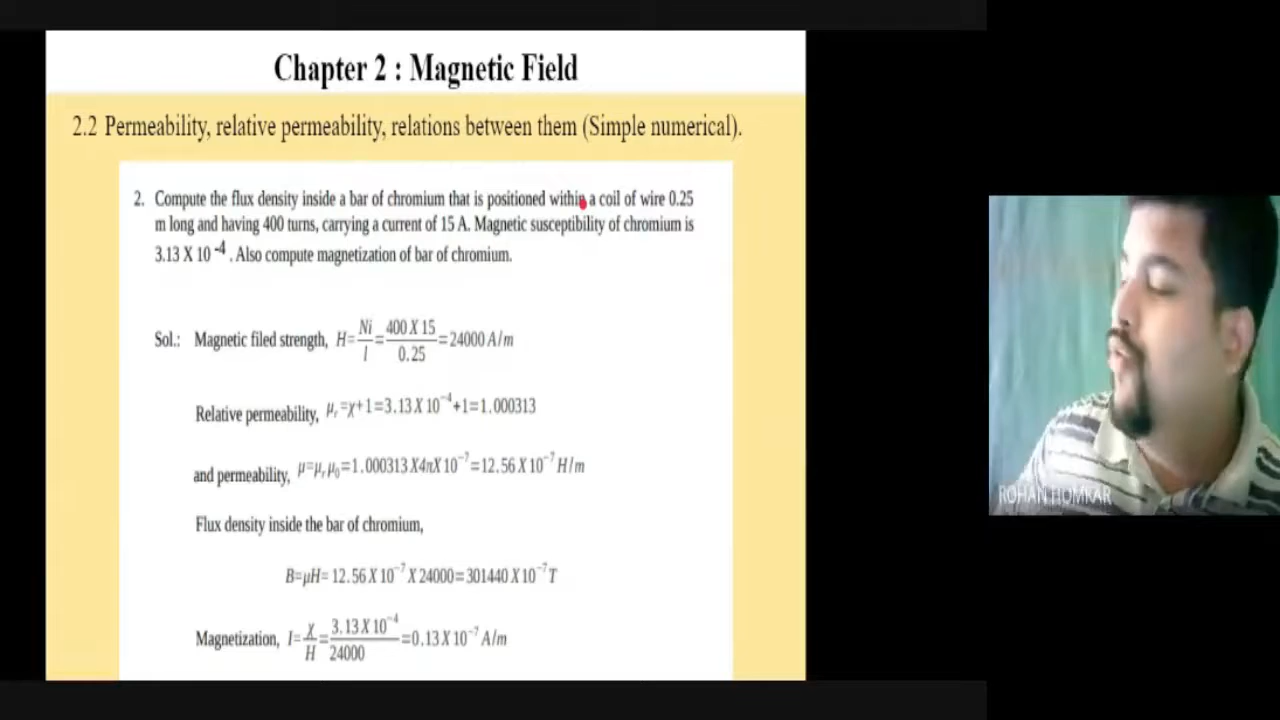 Chapter 2 : Magnetic Field
2.2 Permeability, relative permeability, relations between them (Simple numerical).
2. Compute the flux density inside a bar of chromium that is positioned within a coil of wire 0.25
m long and having 400 turns, carrying a current of 15 A. Magnetic susceptibility of chromium is
3.13 X 10⁻⁴ . Also compute magnetization of bar of chromium.
Sol.: Magnetic filed strength, H=Ni/l=400 X 15/0.25=24000 A/m
Relative permeability, μᵣ=χ+1=3.13 X 10⁻⁴+1=1.000313
and permeability, μ=μᵣ μ₀=1.000313 X4πX 10⁻⁷=12.56 X 10⁻⁷ H/m
Flux density inside the bar of chromium,
B=μH= 12.56 X 10⁻⁷ X 24000=301440 X 10⁻⁷ T
Magnetization, I=χ/H=3.13 X 10⁻⁴/24000=0.13 X 10⁻⁷ A/m
ROHAN HOMKAR